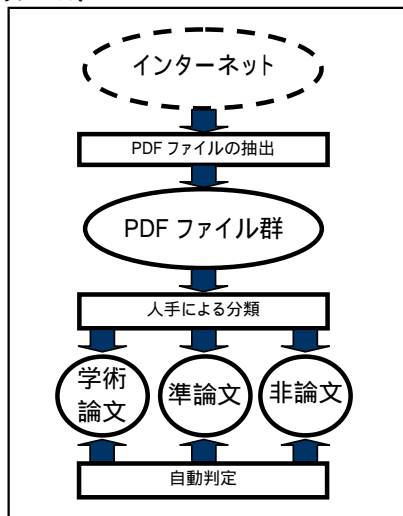 インターネット
PDF ファイルの抽出
PDF ファイル群
人手による分類
学術
論文
準論文
非論文
自動判定